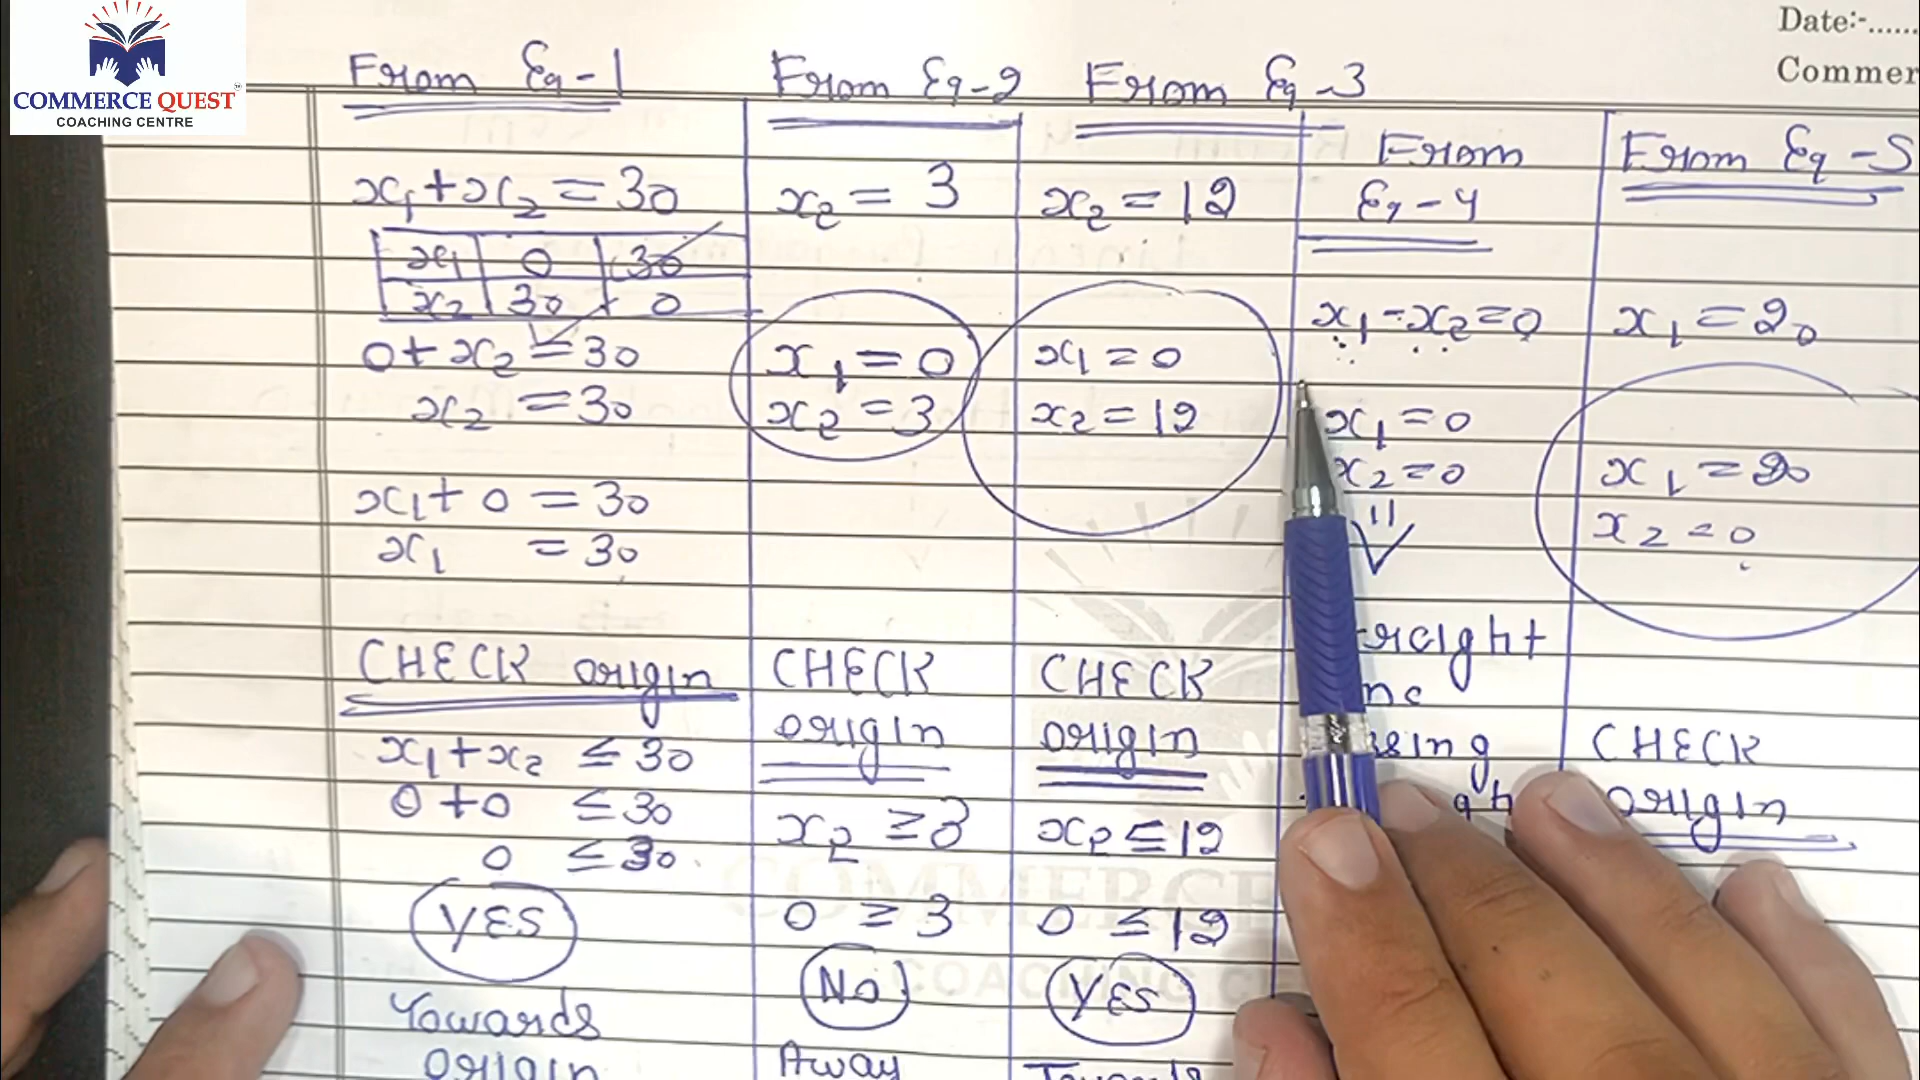 COMMERCE QUEST
COACHING CENTRE
Date:-......
Commer
From Eq-1
x₁+x₂=30
x₁ 0 30
x₂ 30 0
0+x₂=30
x₂=30
x₁+0=30
x₁=30
CHECK origin
x₁+x₂≤30
0+0≤30
0≤30
YES
Towards
origin
From Eq-2
x₂=3
x₁=0
x₂=3
CHECK
origin
x₂≥3
0≥3
No
Away
From Eq-3
x₂=12
x₁=0
x₂=12
CHECK
origin
x₂≤12
0≤12
YES
Towards
From
Eq-4
x₁-x₂=0
x₁=0
x₂=0
From Eq-5
x₁=20
x₁=20
x₂=0
CHECK
origin
COMMERCE